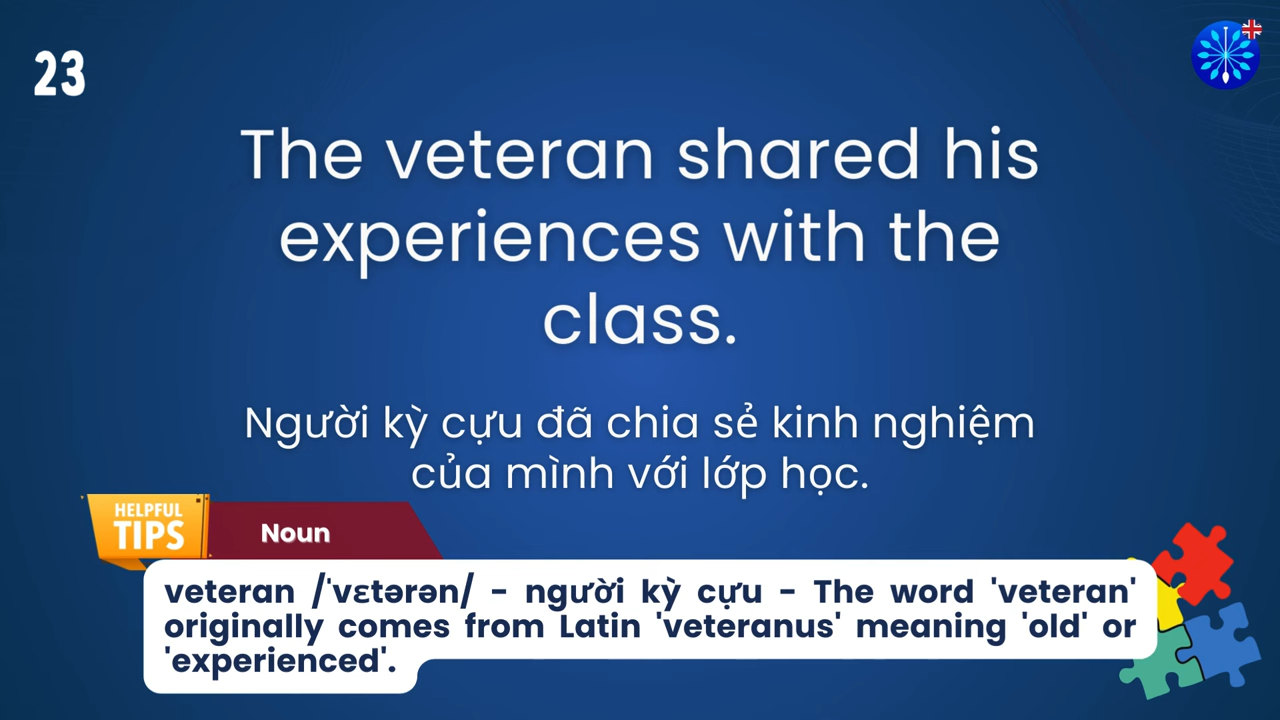 23
The veteran shared his
experiences with the
class.
Người kỳ cựu đã chia sẻ kinh nghiệm
của mình với lớp học.
HELPFUL
TIPS
Noun
veteran /ˈvɛtərən/ - người kỳ cựu - The word 'veteran'
originally comes from Latin 'veteranus' meaning 'old' or
'experienced'.